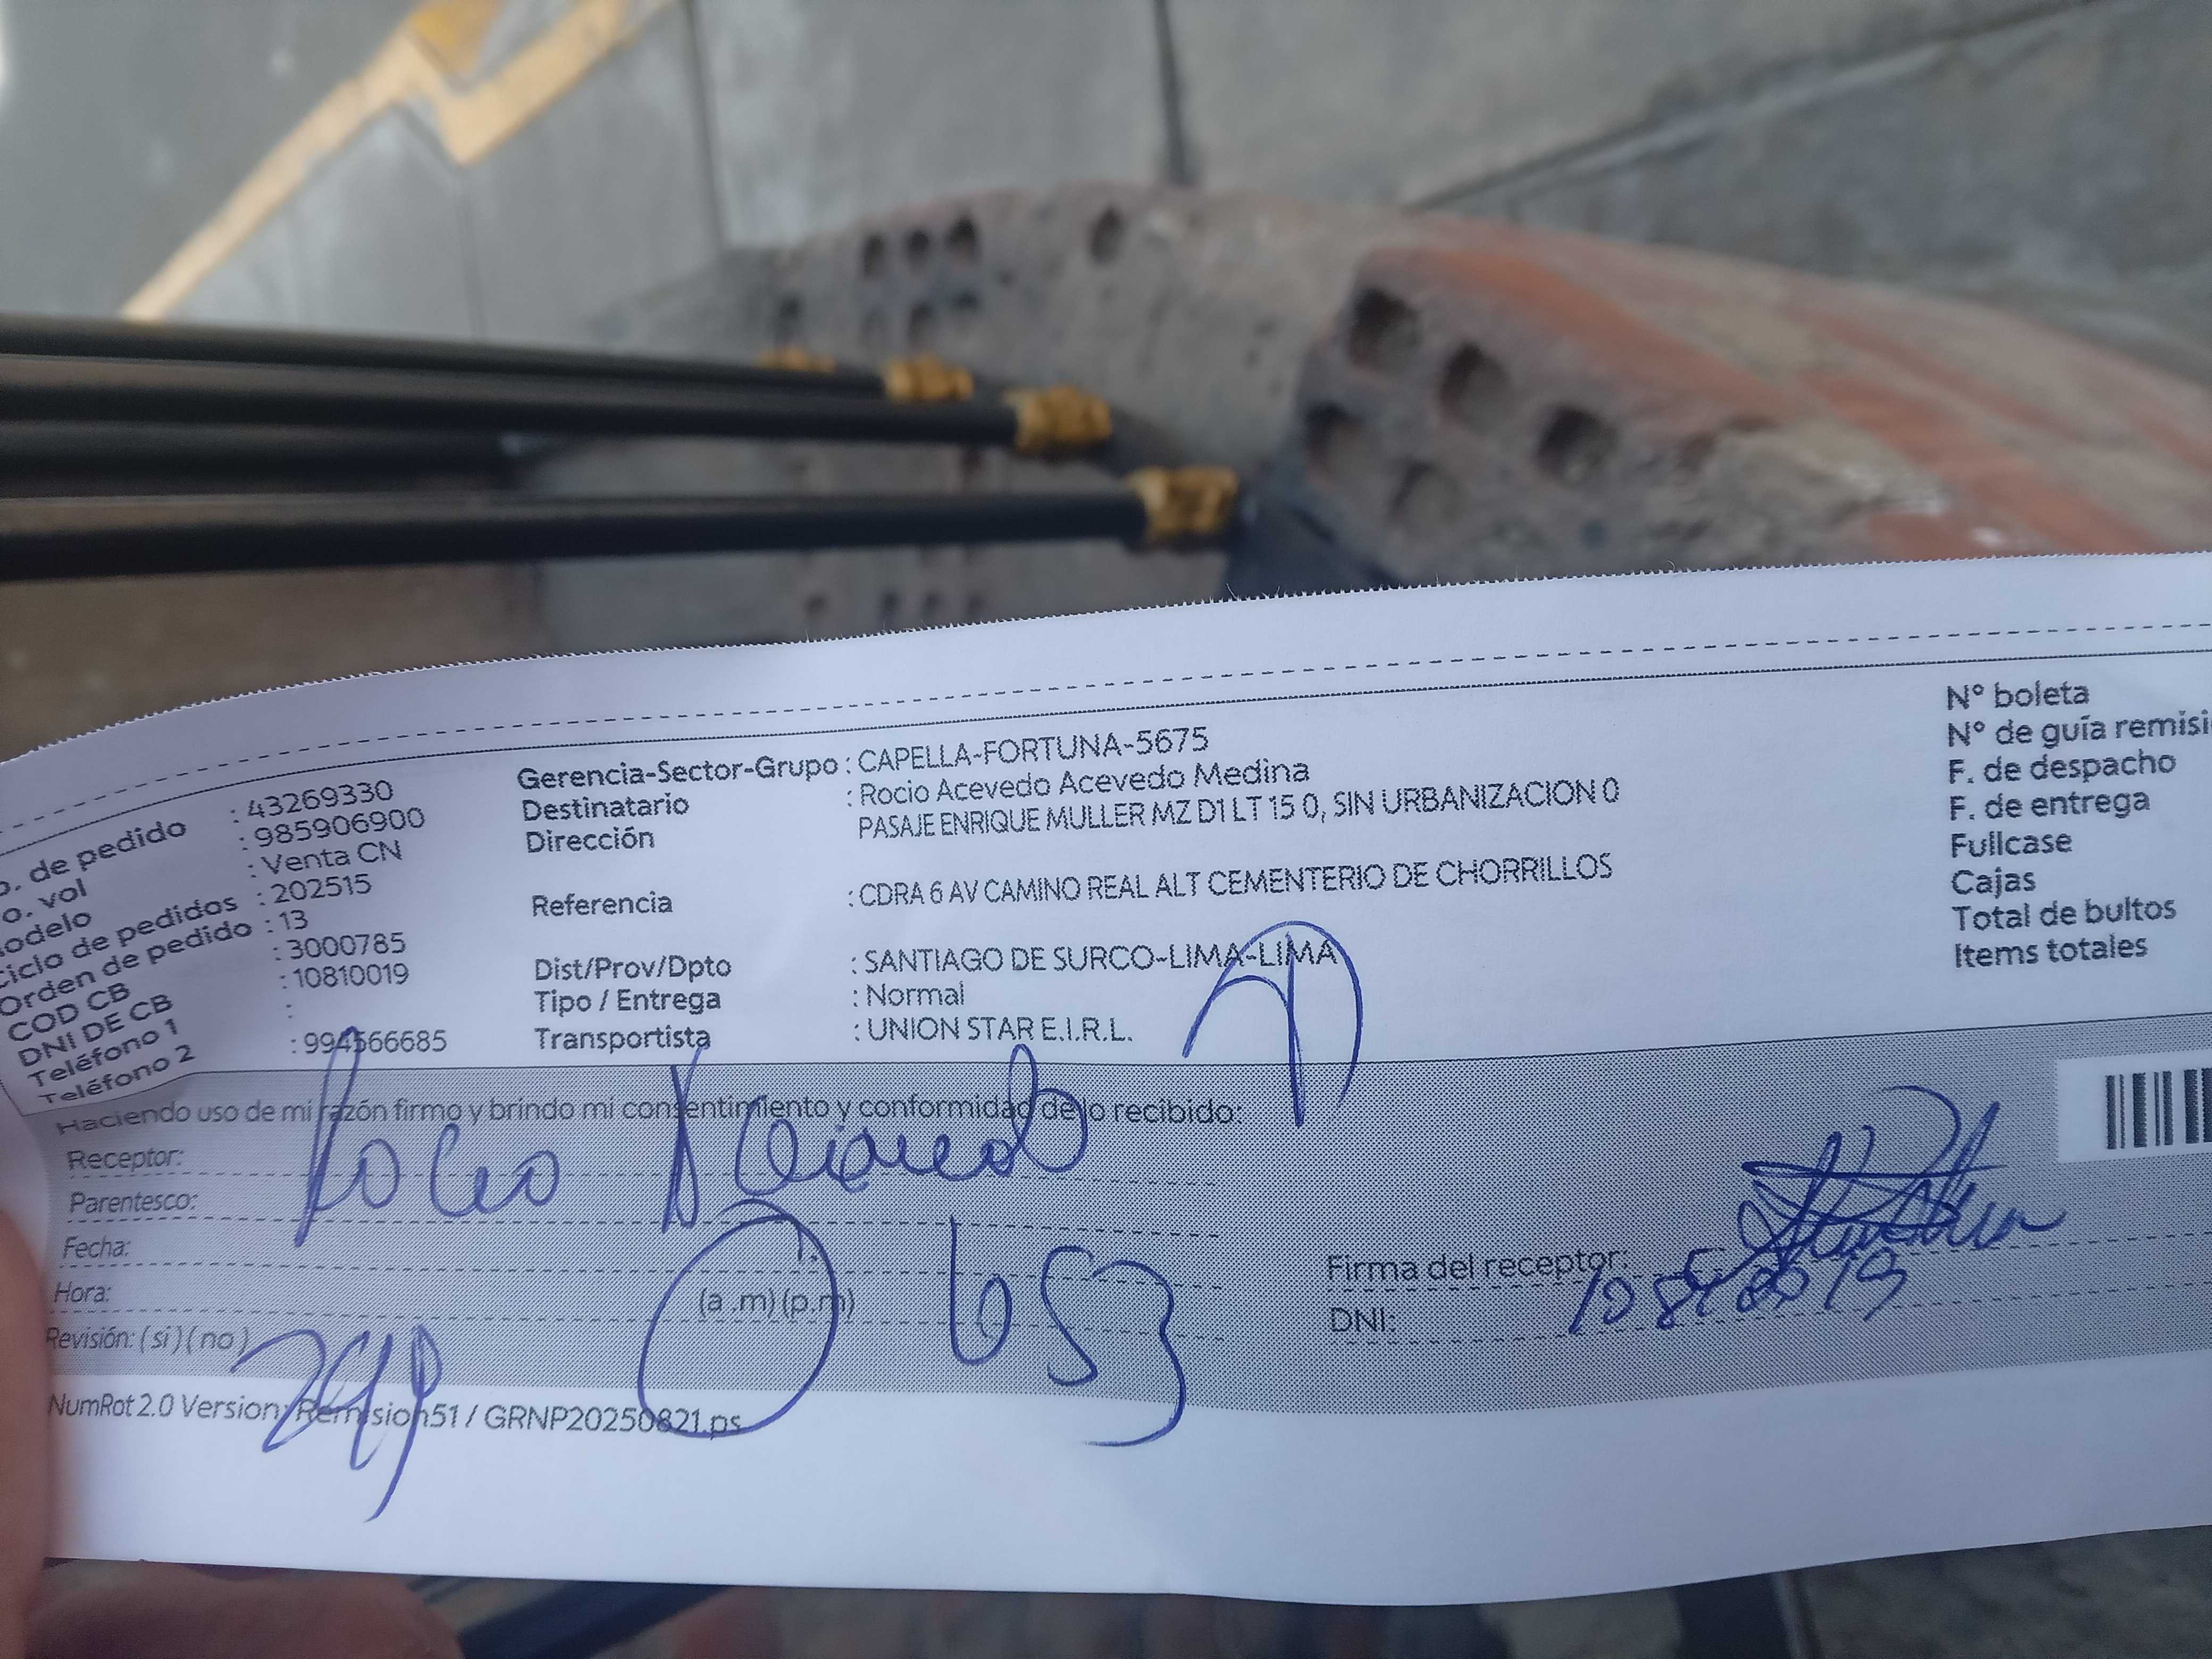 o. de pedido : 43269330
o. vol : 985906900
odelo : Venta CN
ciclo de pedidos : 202515
Orden de pedido : 13
COD CB : 3000785
DNI DE CB : 10810019
Teléfono 1 :
Teléfono 2 : 994566685
Gerencia-Sector-Grupo : CAPELLA-FORTUNA-5675
Destinatario : Rocio Acevedo Acevedo Medina
Dirección PASAJE ENRIQUE MULLER MZ D1 LT 15 0, SIN URBANIZACION 0
Referencia : CDRA 6 AV CAMINO REAL ALT CEMENTERIO DE CHORRILLOS
Dist/Prov/Dpto : SANTIAGO DE SURCO-LIMA-LIMA
Tipo / Entrega : Normal
Transportista : UNION STAR E.I.R.L.
N° boleta
N° de guía remisi
F. de despacho
F. de entrega
Fullcase
Cajas
Total de bultos
Items totales
Haciendo uso de mi razón firmo y brindo mi consentimiento y conformidad de lo recibido:
Receptor:
Rocio Acevedo
Parentesco:
Fecha:
Hora: (a .m) (p.m)
653
Revisión: ( si ) ( no )
Firma del receptor:
DNI:
NumRot 2.0 Version: Remision51 / GRNP20250821.ps